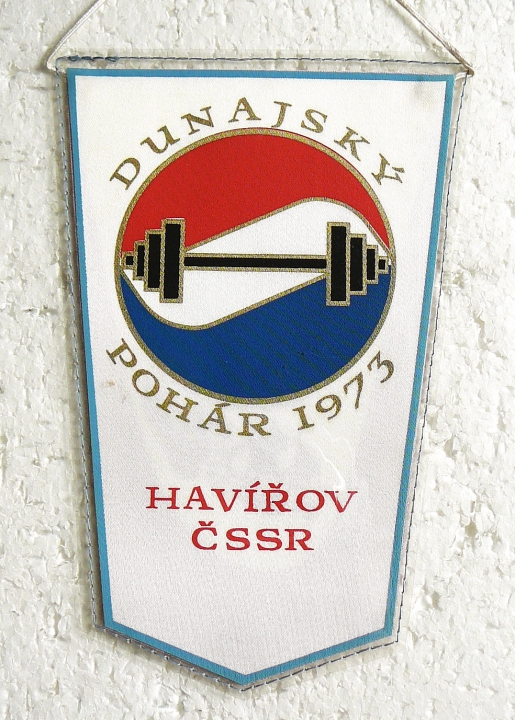 DUNAJSKÝ
POHÁR 1973
HAVÍŘOV
ČSSR